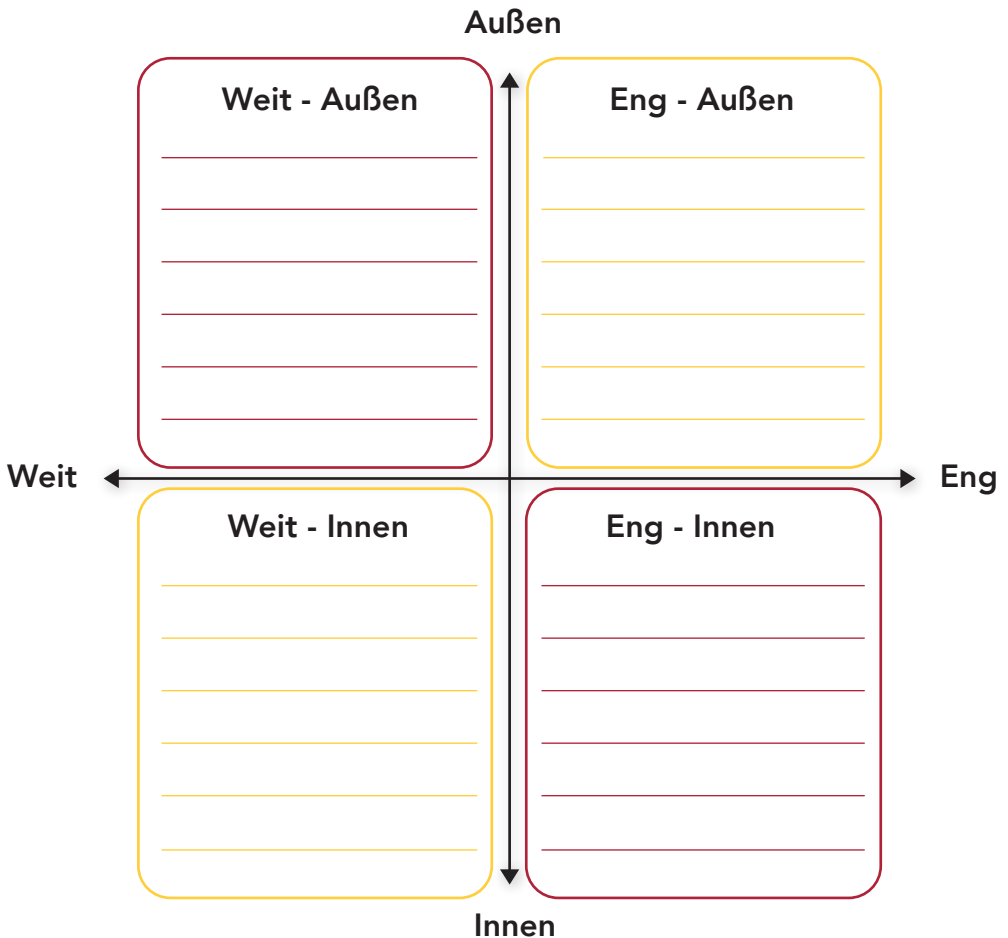 Außen
Weit - Außen
Eng - Außen
Weit
Eng
Weit - Innen
Eng - Innen
Innen